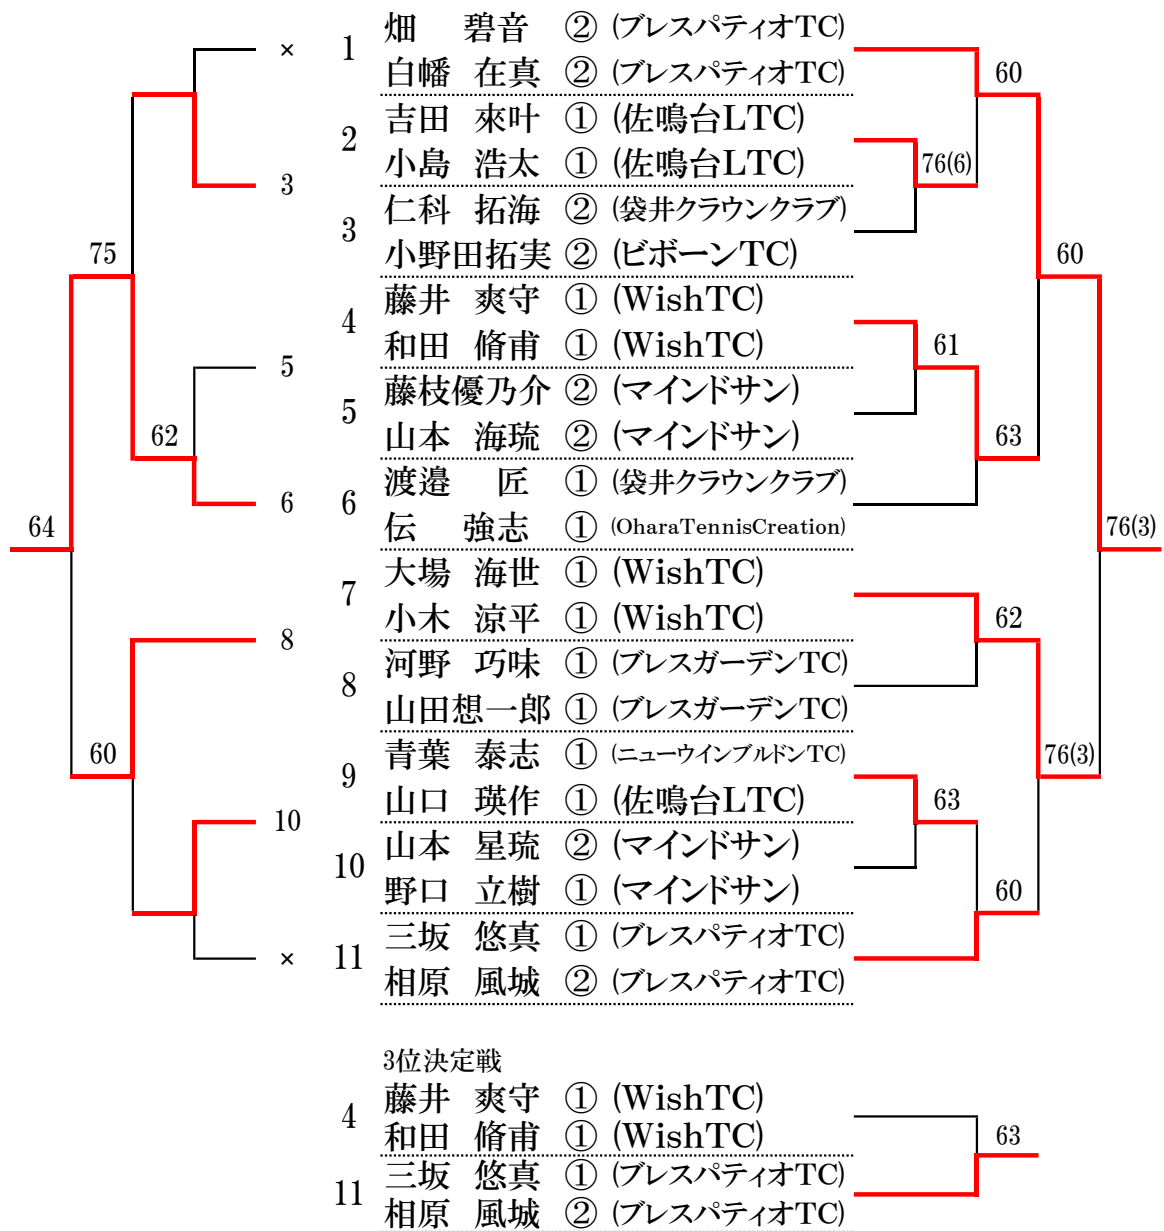 × 1 畑 碧音 ② (ブレスパティオTC)
白幡 在真 ② (ブレスパティオTC) 60
2 吉田 來叶 ① (佐鳴台LTC)
小島 浩太 ① (佐鳴台LTC) 76(6)
3 3 仁科 拓海 ② (袋井クラウンクラブ)
75 小野田拓実 ② (ビボーンTC) 60
4 藤井 爽守 ① (WishTC)
和田 脩甫 ① (WishTC) 61
5 5 藤枝優乃介 ② (マインドサン)
62 山本 海琉 ② (マインドサン) 63
6 6 渡邉 匠 ① (袋井クラウンクラブ)
64 伝 強志 ① (OharaTennisCreation) 76(3)
7 大場 海世 ① (WishTC)
小木 涼平 ① (WishTC) 62
8 8 河野 巧味 ① (ブレスガーデンTC)
山田想一郎 ① (ブレスガーデンTC)
60 9 青葉 泰志 ① (ニューウインブルドンTC) 76(3)
山口 瑛作 ① (佐鳴台LTC) 63
10 10 山本 星琉 ② (マインドサン)
野口 立樹 ① (マインドサン) 60
× 11 三坂 悠真 ① (ブレスパティオTC)
相原 風城 ② (ブレスパティオTC)
3位決定戦
4 藤井 爽守 ① (WishTC)
和田 脩甫 ① (WishTC) 63
11 三坂 悠真 ① (ブレスパティオTC)
相原 風城 ② (ブレスパティオTC)